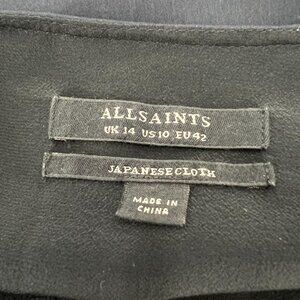 ALLSAINTS
UK 14 US 10 EU 42
JAPANESE CLOTH
MADE IN
CHINA